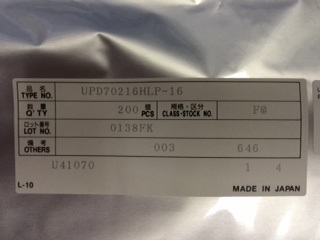 品名 TYPE NO. UPD70216HLP-16
数量 Q'TY 200 個 PCS 規格・区分 CLASS-STOCK NO. F@
ロット番号 LOT NO. 0138FK
備考 OTHERS 003 646
U41070 1 4
L-10 MADE IN JAPAN